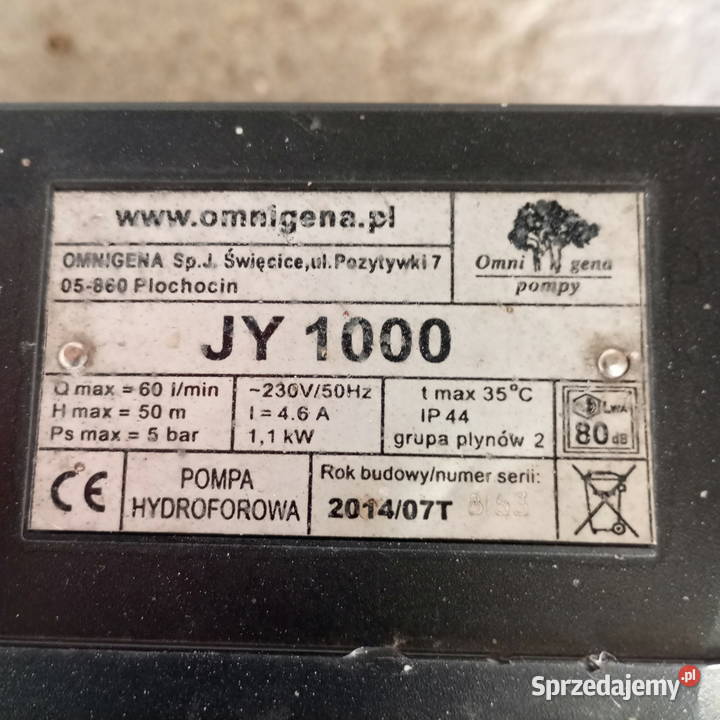 www.omnigena.pl
OMNIGENA Sp.J. Święcice,ul.Pozytywki 7
05-860 Płochocin
Omni gena
pompy
JY 1000
Q max = 60 l/min
H max = 50 m
Ps max = 5 bar
~230V/50Hz
I = 4.6 A
1,1 kW
t max 35°C
IP 44
grupa plynów 2
LWA
80 dB
CE
POMPA
HYDROFOROWA
Rok budowy/numer serii:
2014/07T
Sprzedajemy.pl